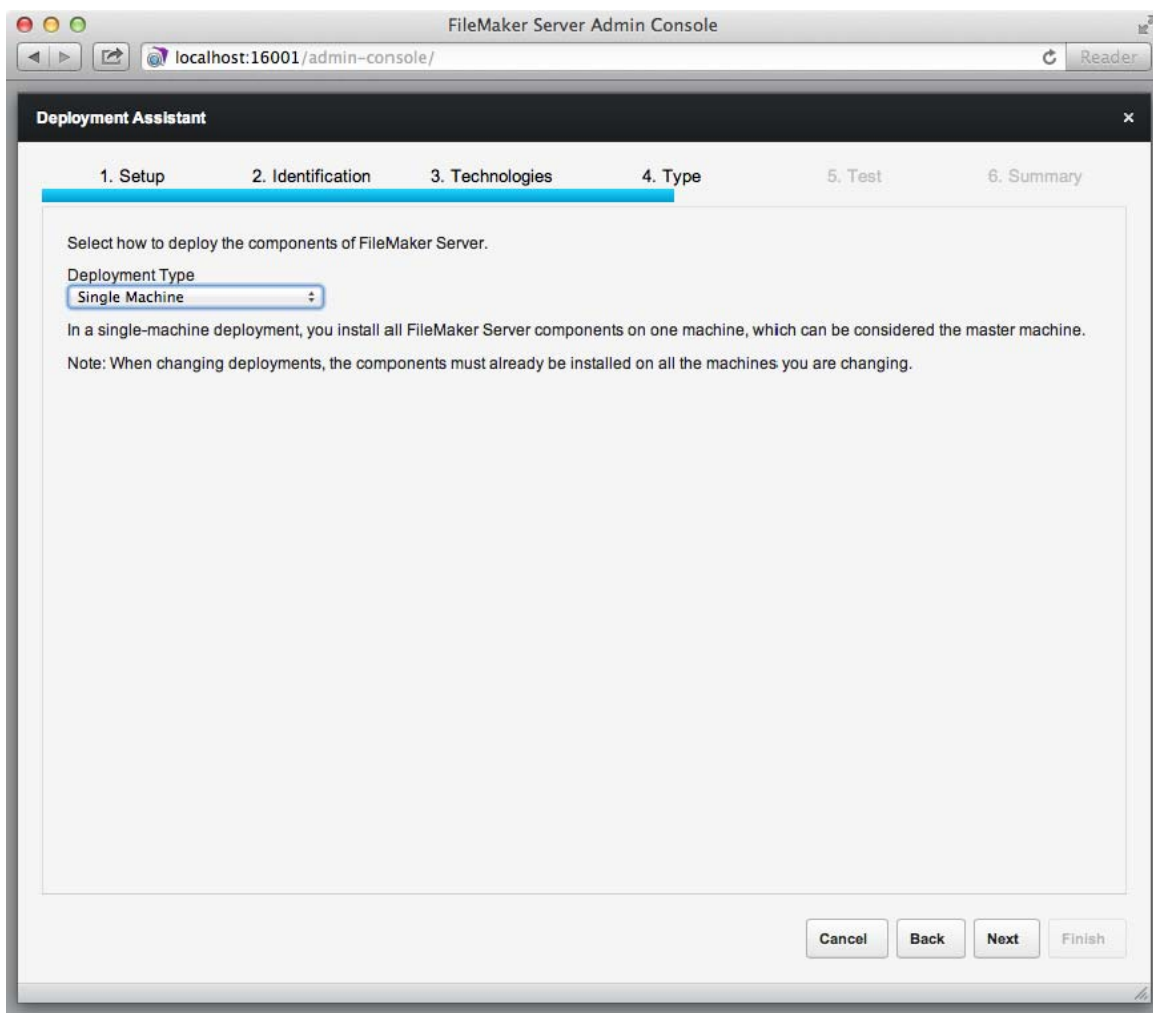 FileMaker Server Admin Console
localhost:16001/admin-console/
Reader
Deployment Assistant
1. Setup 2. Identification 3. Technologies 4. Type 5. Test 6. Summary
Select how to deploy the components of FileMaker Server.
Deployment Type
Single Machine
In a single-machine deployment, you install all FileMaker Server components on one machine, which can be considered the master machine.
Note: When changing deployments, the components must already be installed on all the machines you are changing.
Cancel Back Next Finish